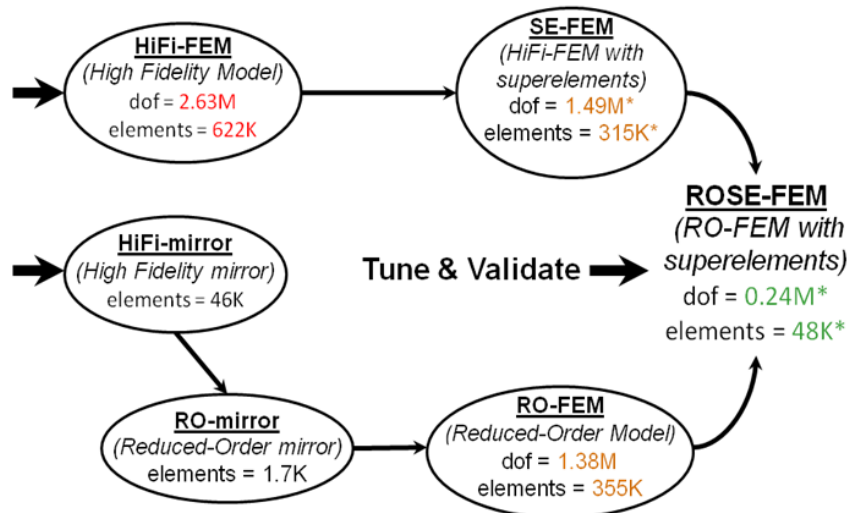 HiFi-FEM
(High Fidelity Model)
dof = 2.63M
elements = 622K
SE-FEM
(HiFi-FEM with
superelements)
dof = 1.49M*
elements = 315K*
ROSE-FEM
(RO-FEM with
superelements)
dof = 0.24M*
elements = 48K*
Tune & Validate
HiFi-mirror
(High Fidelity mirror)
elements = 46K
RO-mirror
(Reduced-Order mirror)
elements = 1.7K
RO-FEM
(Reduced-Order Model)
dof = 1.38M
elements = 355K